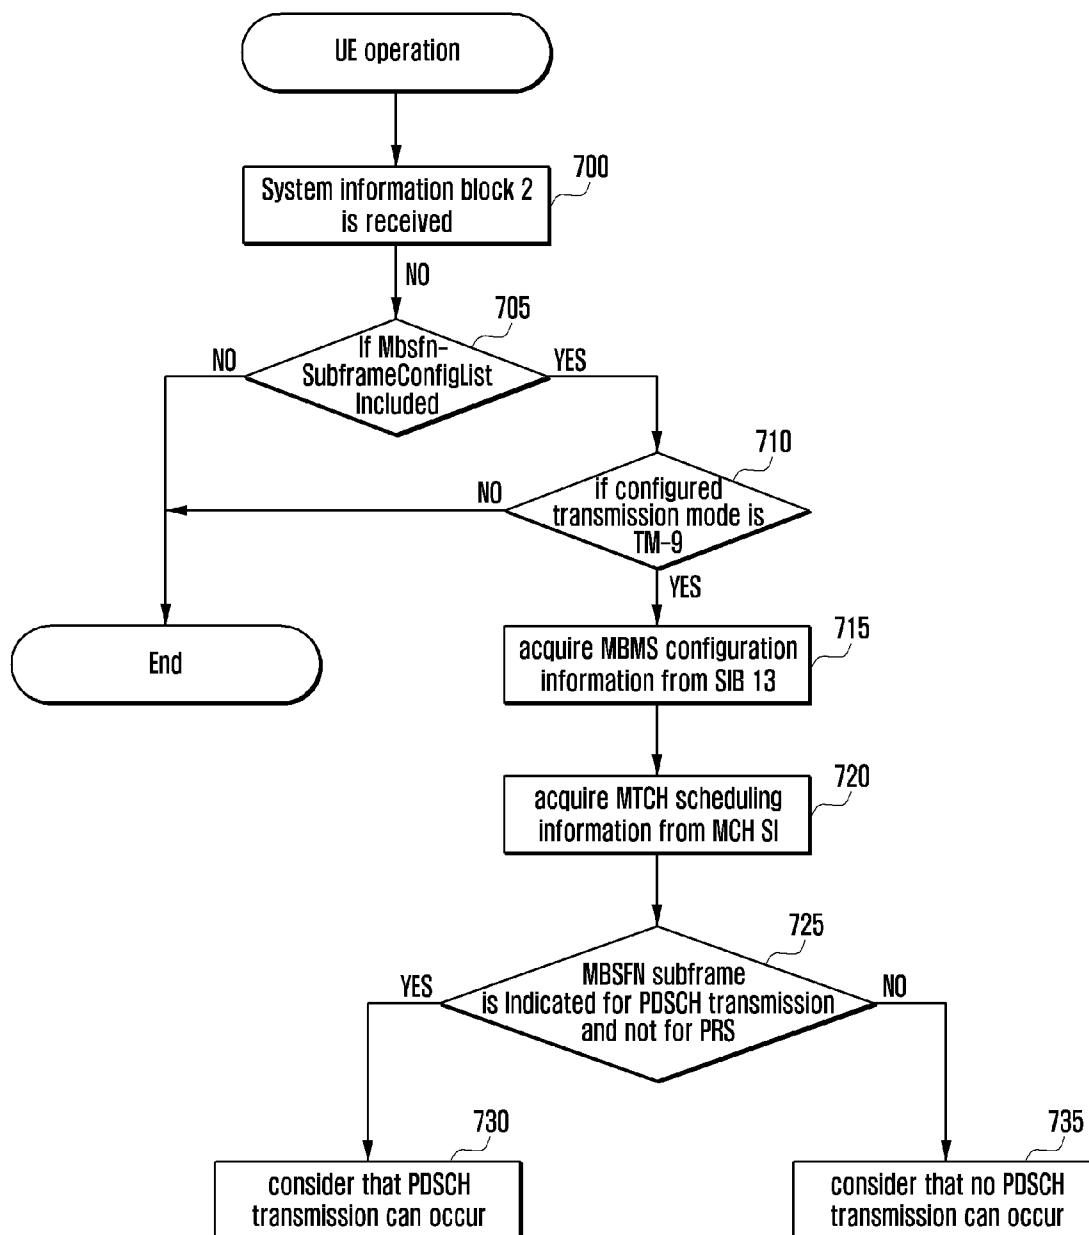 UE operation
700
System information block 2
is received
NO
705
If Mbsfn-
SubframeConfigList
Included
NO
YES
710
if configured
transmission mode is
TM-9
NO
YES
715
acquire MBMS configuration
information from SIB 13
End
720
acquire MTCH scheduling
information from MCH SI
725
MBSFN subframe
is Indicated for PDSCH transmission
and not for PRS
YES
NO
730
consider that PDSCH
transmission can occur
735
consider that no PDSCH
transmission can occur